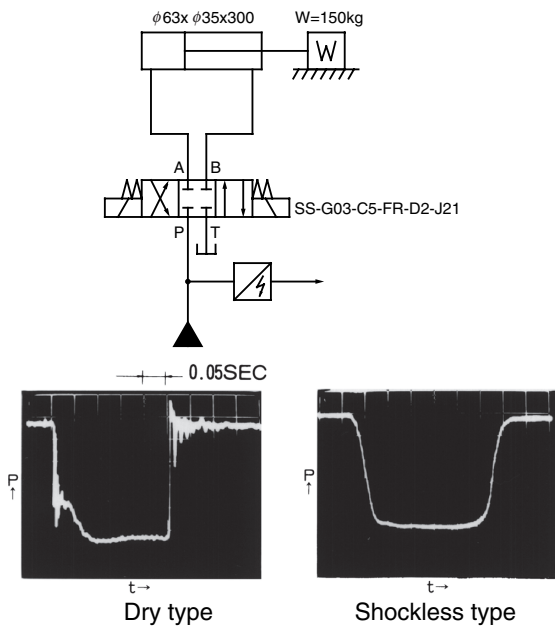 φ63x φ35x300 W=150kg
W
A B
SS-G03-C5-FR-D2-J21
P T
0.05SEC
P↑
t→
P↑
t→
Dry type
Shockless type